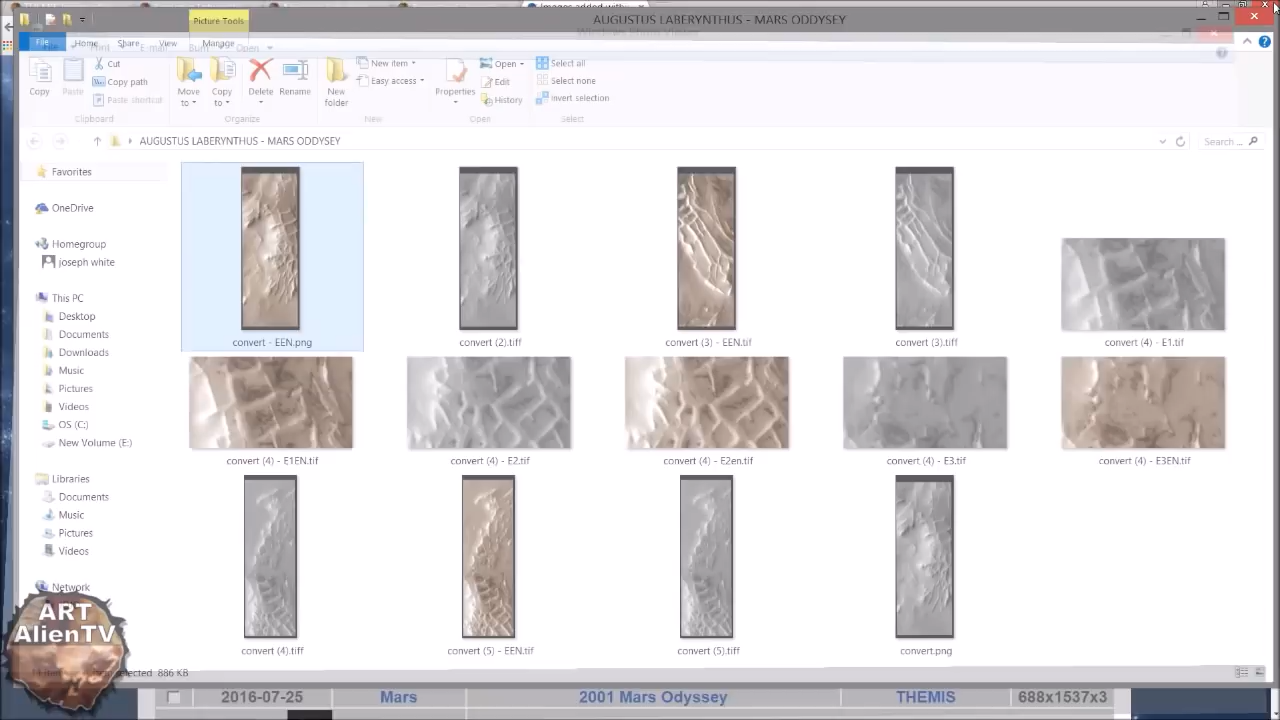 Images added with
Picture Tools
AUGUSTUS LABERYNTHUS - MARS ODDYSEY
File Home Share View Manage
Open
Copy
Paste
Cut
Copy path
Paste shortcut
Clipboard
Move to
Copy to
Delete
Rename
Organize
New folder
New item
Easy access
New
Properties
Open
Edit
History
Open
Select all
Select none
Invert selection
Select
AUGUSTUS LABERYNTHUS - MARS ODDYSEY
Search ...
Favorites
OneDrive
Homegroup
joseph white
This PC
Desktop
Documents
Downloads
Music
Pictures
Videos
OS (C:)
New Volume (E:)
Libraries
Documents
Music
Pictures
Videos
Network
convert - EEN.png
convert (2).tiff
convert (3) - EEN.tif
convert (3).tiff
convert (4) - E1.tif
convert (4) - E1EN.tif
convert (4) - E2.tif
convert (4) - E2en.tif
convert (4) - E3.tif
convert (4) - E3EN.tif
convert (4).tiff
convert (5) - EEN.tif
convert (5).tiff
convert.png
ART
AlienTV
selected: 886 KB
2016-07-25 Mars 2001 Mars Odyssey THEMIS 688x1537x3